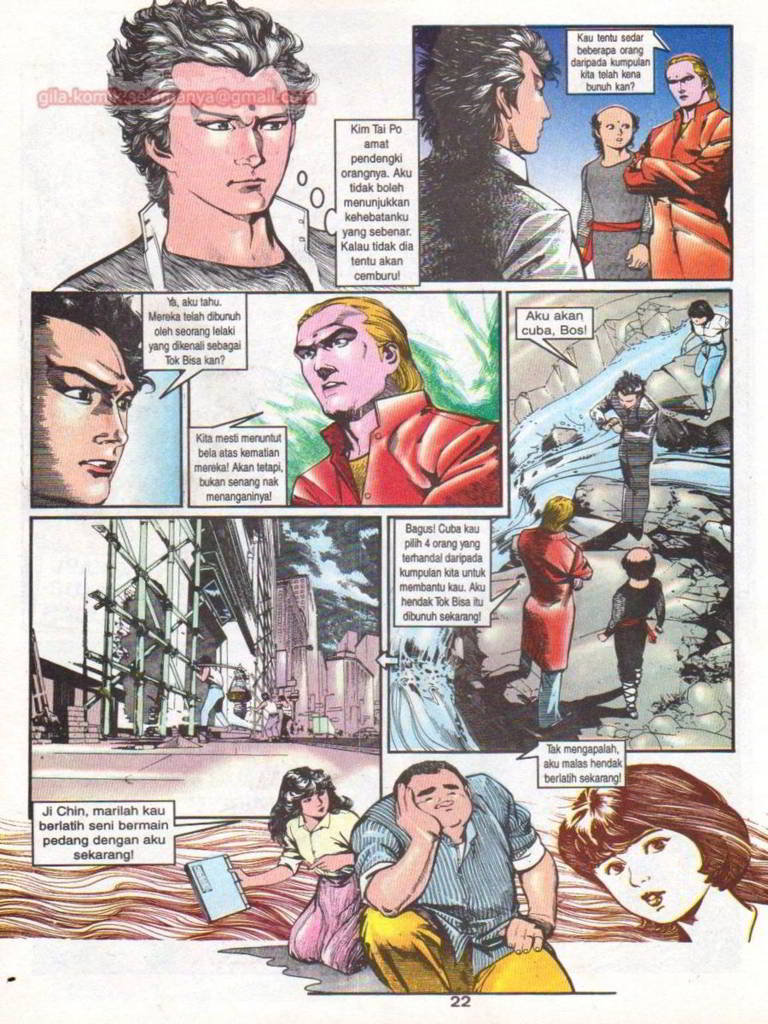 gila.komik.selamanya@gmail.com
Kim Tai Po
amat
pendengki
orangnya. Aku
tidak boleh
menunjukkan
kehebatanku
yang sebenar.
Kalau tidak dia
tentu akan
cemburu!
Kau tentu sedar
beberapa orang
daripada kumpulan
kita telah kena
bunuh kan?
Ya, aku tahu.
Mereka telah dibunuh
oleh seorang lelaki
yang dikenali sebagai
Tok Bisa kan?
Kita mesti menuntut
bela atas kematian
mereka! Akan tetapi,
bukan senang nak
menanganinya!
Aku akan
cuba, Bos!
Bagus! Cuba kau
pilih 4 orang yang
terhandal daripada
kumpulan kita untuk
membantu kau. Aku
hendak Tok Bisa itu
dibunuh sekarang!
Ji Chin, marilah kau
berlatih seni bermain
pedang dengan aku
sekarang!
Tak mengapalah,
aku malas hendak
berlatih sekarang!
22